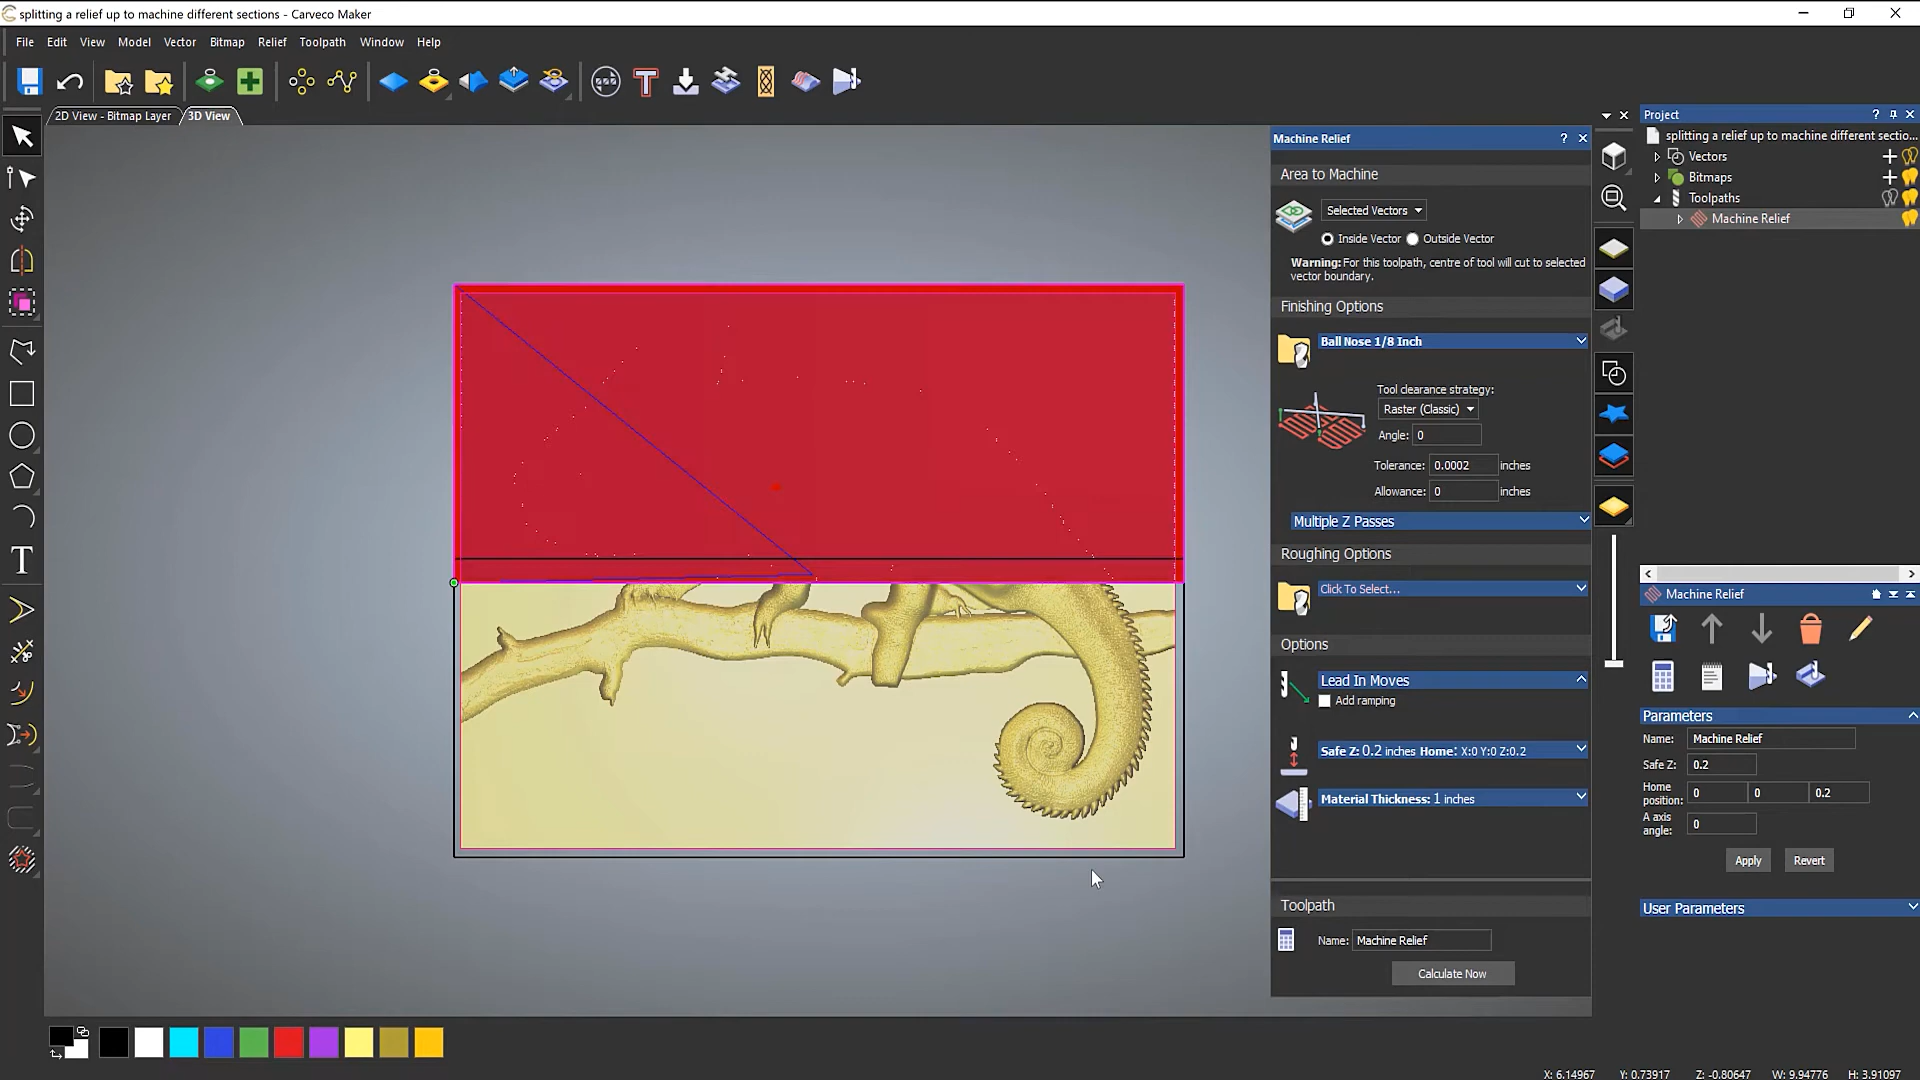 splitting a relief up to machine different sections - Carveco Maker
File Edit View Model Vector Bitmap Relief Toolpath Window Help
2D View - Bitmap Layer 3D View
Machine Relief ?
Area to Machine
Selected Vectors
Inside Vector Outside Vector
Warning: For this toolpath, centre of tool will cut to selected
vector boundary.
Finishing Options
Ball Nose 1/8 Inch
Tool clearance strategy:
Raster (Classic)
Angle: 0
Tolerance: 0.0002 inches
Allowance: 0 inches
Multiple Z Passes
Roughing Options
Click To Select...
Options
Lead In Moves
Add ramping
Safe Z: 0.2 inches Home: X:0 Y:0 Z:0.2
Material Thickness: 1 inches
Toolpath
Name: Machine Relief
Calculate Now
Project ?
splitting a relief up to machine different sectio...
Vectors
Bitmaps
Toolpaths
Machine Relief
Machine Relief
Parameters
Name: Machine Relief
Safe Z: 0.2
Home
position: 0 0 0.2
A axis
angle: 0
Apply Revert
User Parameters
X: 6.14967 Y: 0.73917 Z: -0.80647 W: 9.94776 H: 3.91097